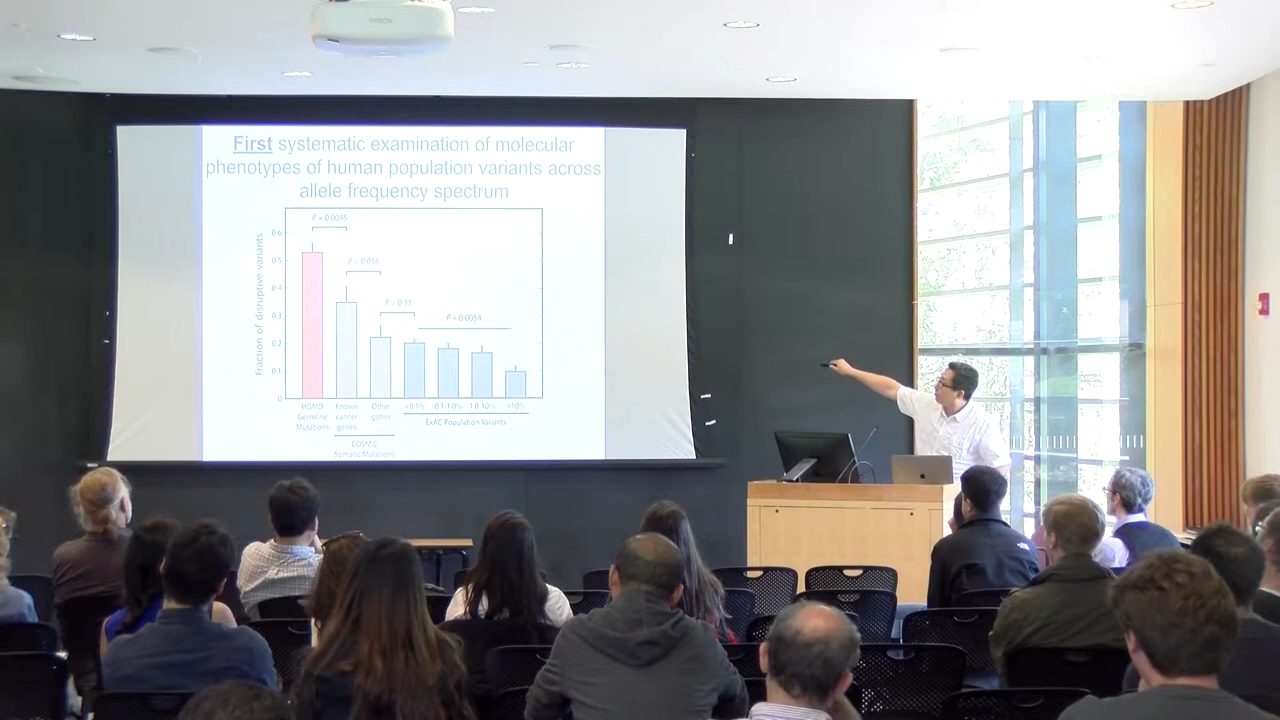 First systematic examination of molecular
phenotypes of human population variants across
allele frequency spectrum
P = 0.0045
P = 0.036
P = 0.31
P = 0.0054
Fraction of disruptive variants
0.6
0.5
0.4
0.3
0.2
0.1
0
HGMD
Germline
Mutations
Known
cancer
genes
Other
genes
<0.1%
0.1-1.0%
1.0-10%
>10%
COSMIC
Somatic Mutations
ExAC Population Variants